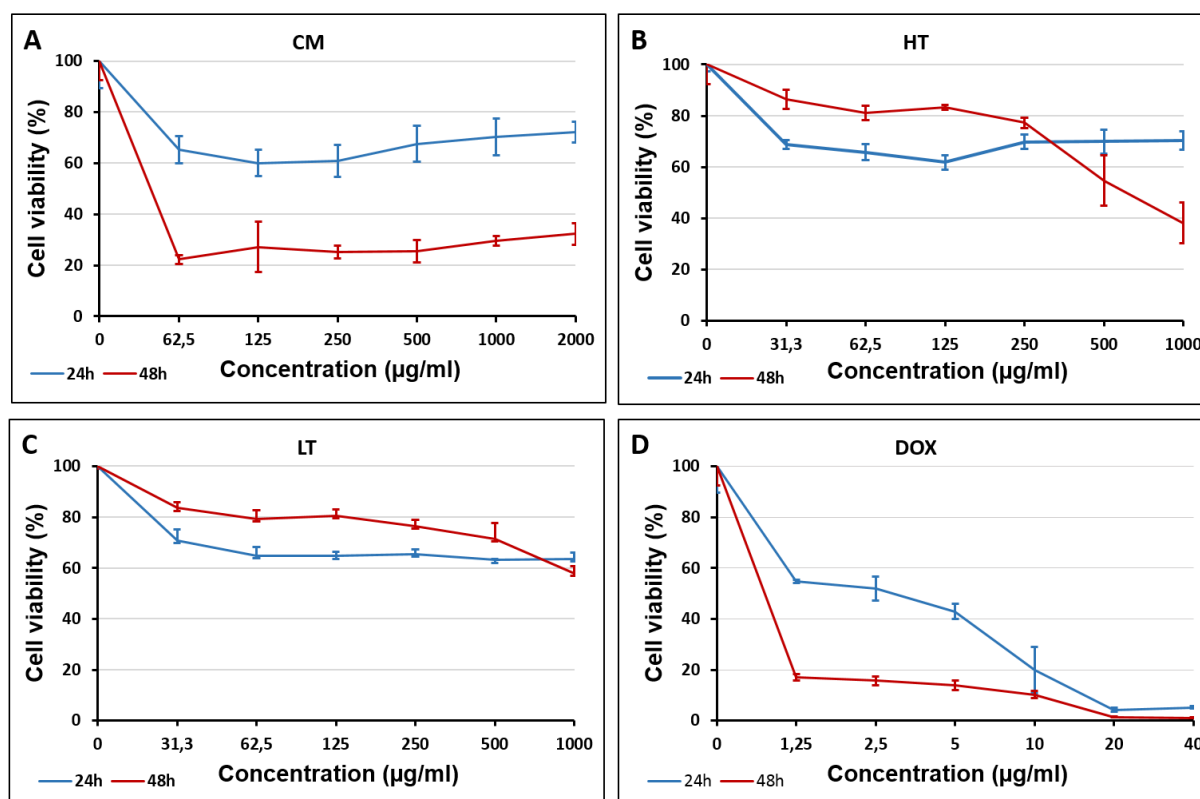 A
CM
Cell viability (%)
100
80
60
40
20
0
0 62,5 125 250 500 1000 2000
24h 48h
Concentration (µg/ml)
B
HT
Cell viability (%)
100
80
60
40
20
0
0 31,3 62,5 125 250 500 1000
24h 48h
Concentration (µg/ml)
C
LT
Cell viability (%)
100
80
60
40
20
0
0 31,3 62,5 125 250 500 1000
24h 48h
Concentration (µg/ml)
D
DOX
Cell viability (%)
100
80
60
40
20
0
0 1,25 2,5 5 10 20 40
24h 48h
Concentration (µg/ml)